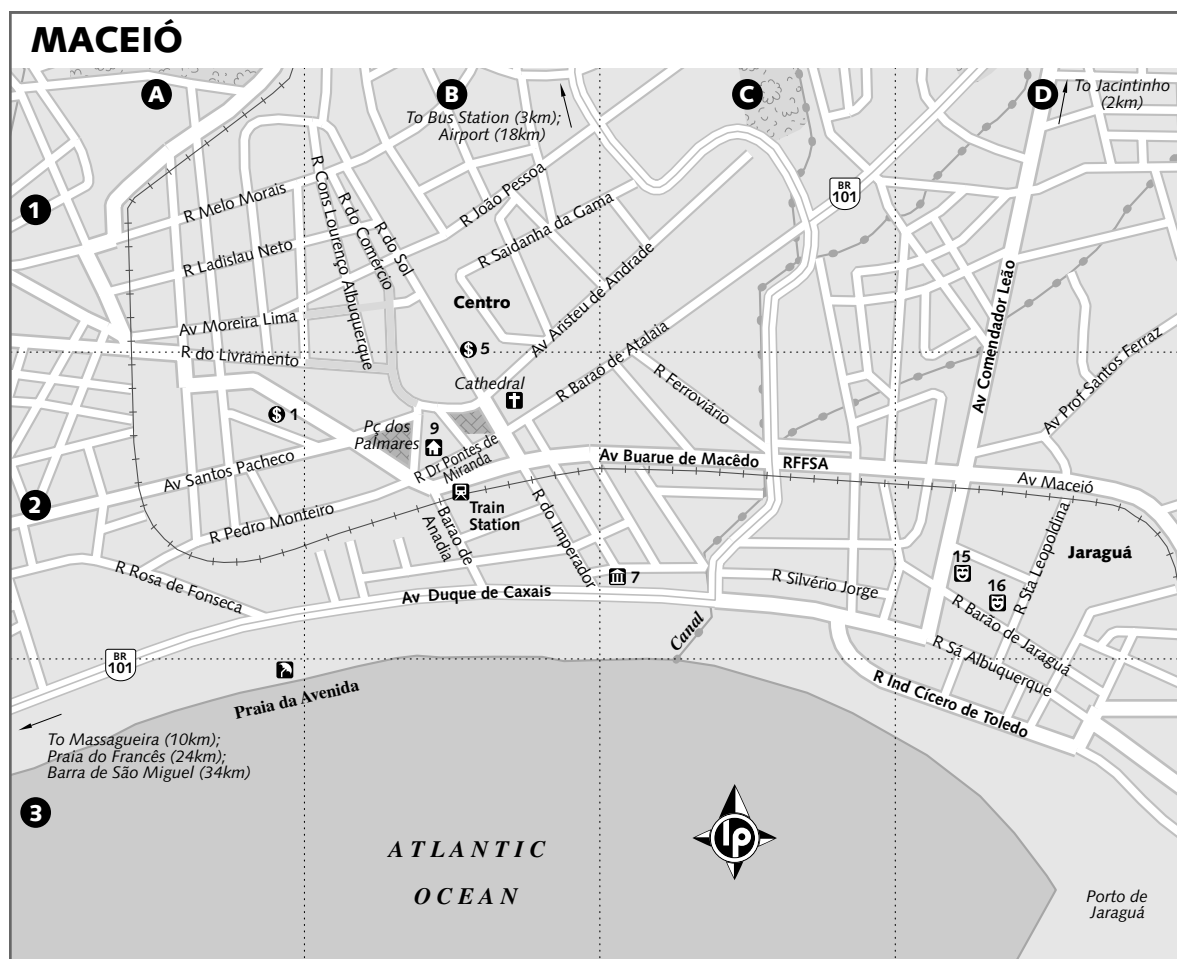 MACEIÓ
A
B
C
D
To Bus Station (3km);
Airport (18km)
To Jacintinho
(2km)
1
BR
101
R Melo Morais
R Cons Lourenço Albuquerque
R do Comércio
R do Sol
R João Pessoa
R Saidanha da Gama
R Ladislau Neto
Av Aristeu de Andrade
Av Comendador Leão
Centro
Av Moreira Lima
R do Livramento
$ 5
R Barao de Atalaia
R Ferroviário
Av Prof Santos Ferraz
Cathedral
$ 1
Pç dos
Palmares
9
R Dr Pontes de
Miranda
Av Buarue de Macêdo
RFFSA
Av Maceió
Av Santos Pacheco
2
R Pedro Monteiro
Train
Station
Barao de
Anadia
R do Imperador
R Sta Leopoldina
Jaraguá
15
16
R Rosa de Fonseca
7
R Silvério Jorge
Av Duque de Caxais
R Barão de Jaraguá
Canal
R Sá Albuquerque
BR
101
Praia da Avenida
R Ind Cícero de Toledo
To Massagueira (10km);
Praia do Francês (24km);
Barra de São Miguel (34km)
3
lp
ATLANTIC
OCEAN
Porto de
Jaraguá